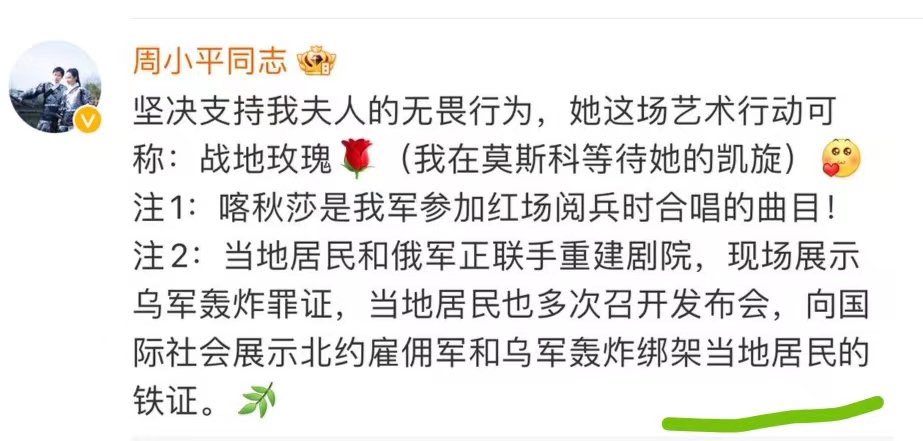 周小平同志
坚决支持我夫人的无畏行为，她这场艺术行动可
称：战地玫瑰🌹（我在莫斯科等待她的凯旋）🥰
注1：喀秋莎是我军参加红场阅兵时合唱的曲目！
注2：当地居民和俄军正联手重建剧院，现场展示
乌军轰炸罪证，当地居民也多次召开发布会，向国
际社会展示北约雇佣军和乌军轰炸绑架当地居民的
铁证。🌿